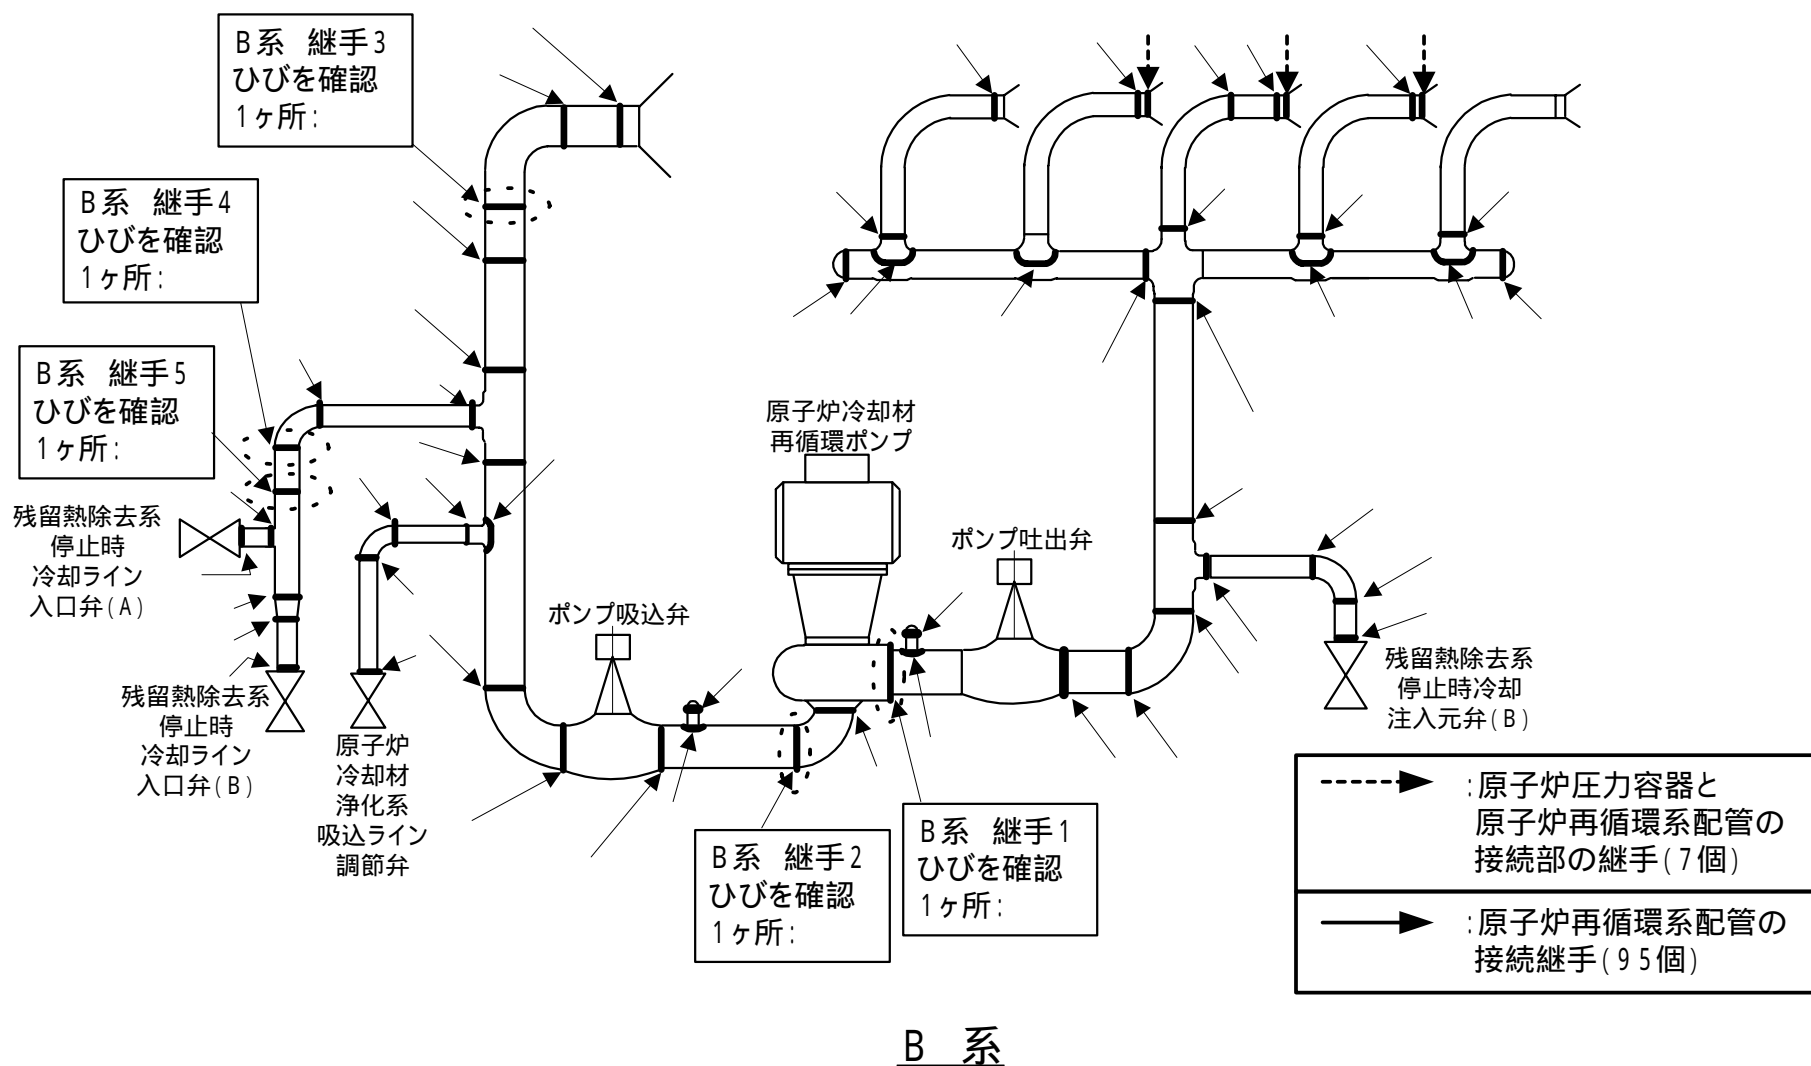 B系 継手3
ひびを確認
1ヶ所:
B系 継手4
ひびを確認
1ヶ所:
B系 継手5
ひびを確認
1ヶ所:
原子炉冷却材
再循環ポンプ
残留熱除去系
停止時
冷却ライン
入口弁(A)
ポンプ吐出弁
ポンプ吸込弁
残留熱除去系
停止時
冷却ライン
入口弁(B)
原子炉
冷却材
浄化系
吸込ライン
調節弁
残留熱除去系
停止時冷却
注入元弁(B)
B系 継手2
ひびを確認
1ヶ所:
B系 継手1
ひびを確認
1ヶ所:
:原子炉圧力容器と
原子炉再循環系配管の
接続部の継手(7個)
:原子炉再循環系配管の
接続継手(95個)
B 系